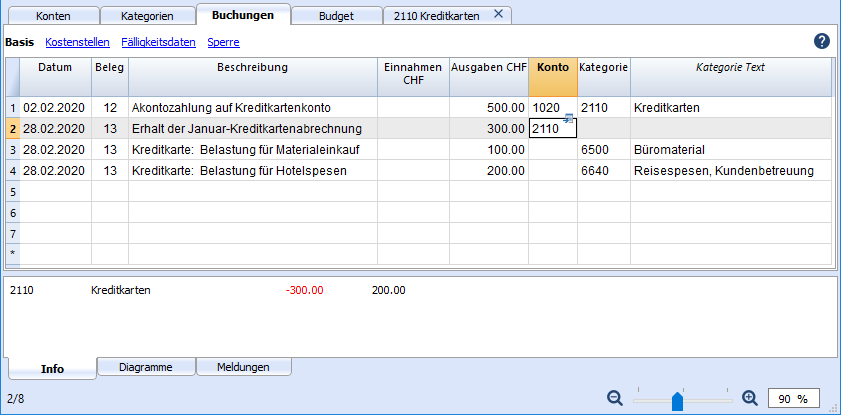 Konten Kategorien Buchungen Budget 2110 Kreditkarten
Basis Kostenstellen Fälligkeitsdaten Sperre ?
Datum Beleg Beschreibung Einnahmen CHF Ausgaben CHF Konto Kategorie Kategorie Text
1 02.02.2020 12 Akontozahlung auf Kreditkartenkonto 500.00 1020 2110 Kreditkarten
2 28.02.2020 13 Erhalt der Januar-Kreditkartenabrechnung 300.00 2110
3 28.02.2020 13 Kreditkarte: Belastung für Materialeinkauf 100.00 6500 Büromaterial
4 28.02.2020 13 Kreditkarte: Belastung für Hotelspesen 200.00 6640 Reisespesen, Kundenbetreuung
5
6
7
*
2110 Kreditkarten -300.00 200.00
Info Diagramme Meldungen
2/8 90 %